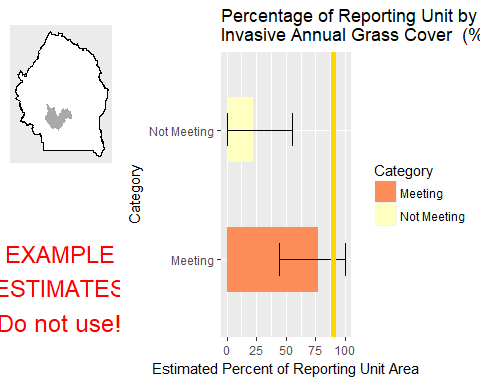 Percentage of Reporting Unit by
Invasive Annual Grass Cover (%
Not Meeting
Meeting
Category
0 25 50 75 100
Estimated Percent of Reporting Unit Area
Category
Meeting
Not Meeting
EXAMPLE
ESTIMATES
Do not use!